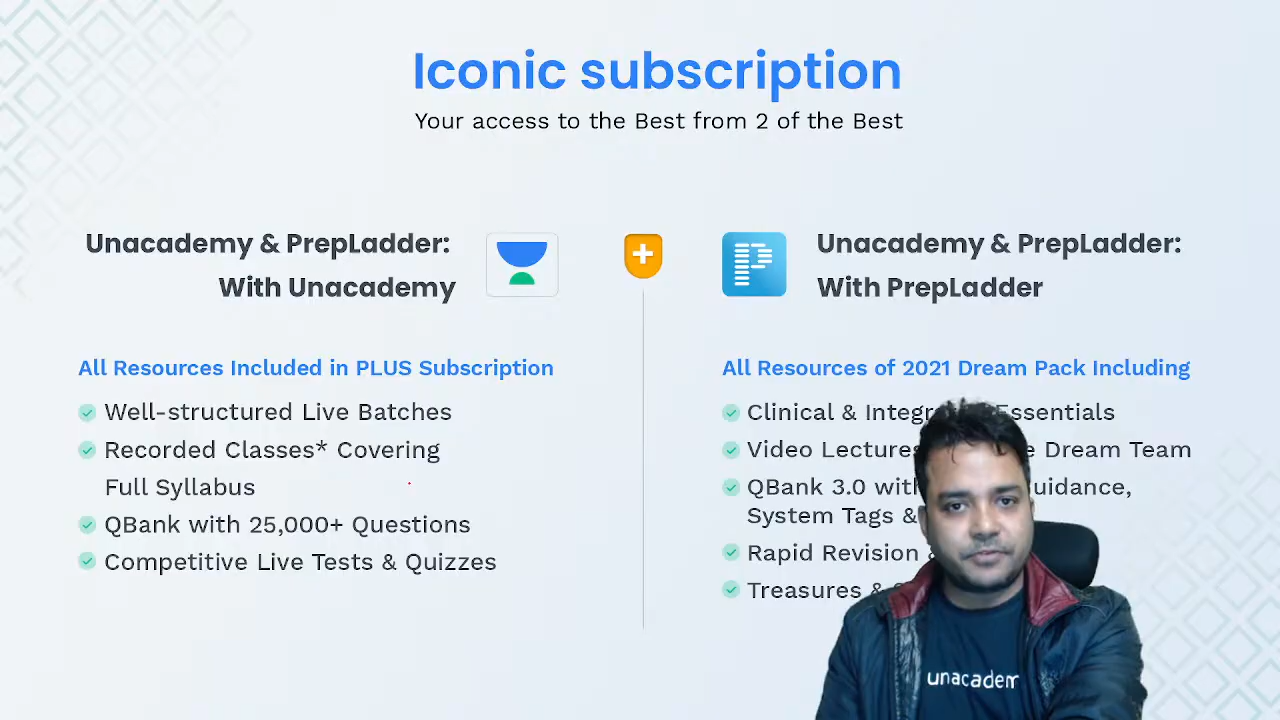 Iconic subscription
Your access to the Best from 2 of the Best
Unacademy & PrepLadder:
With Unacademy
All Resources Included in PLUS Subscription
Well-structured Live Batches
Recorded Classes* Covering
Full Syllabus
QBank with 25,000+ Questions
Competitive Live Tests & Quizzes
P
Unacademy & PrepLadder:
With PrepLadder
All Resources of 2021 Dream Pack Including
Clinical & Essentials
Video Lectures Dream Team
QBank 3.0 with
System Tags &
Rapid Revision
Treasures &
unacadem